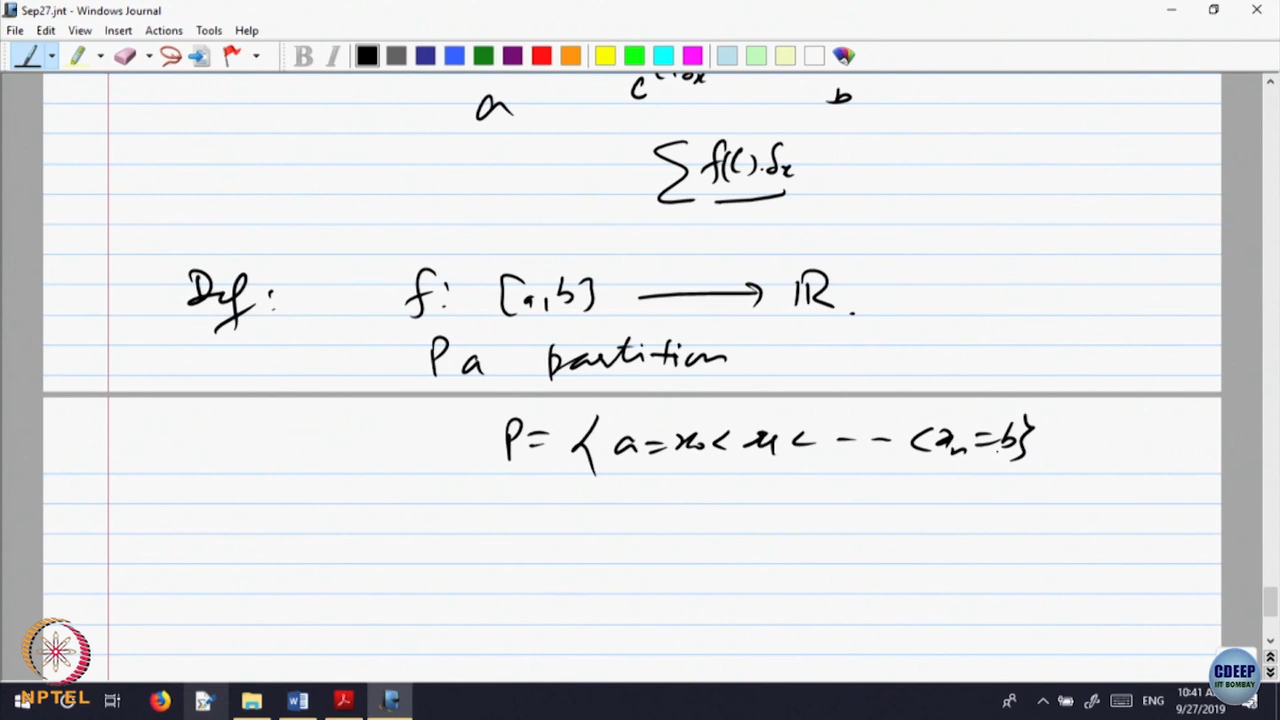 Sep27.jnt - Windows Journal
File Edit View Insert Actions Tools Help
a c b
∑ f(c).δx
Def: f: [a,b] ⟶ ℝ.
P a partition
P = { a = x₀ < x₁ < - - - < xₙ = b}
NPTEL
CDEEP
IIT BOMBAY
ENG
10:41 A
9/27/2019